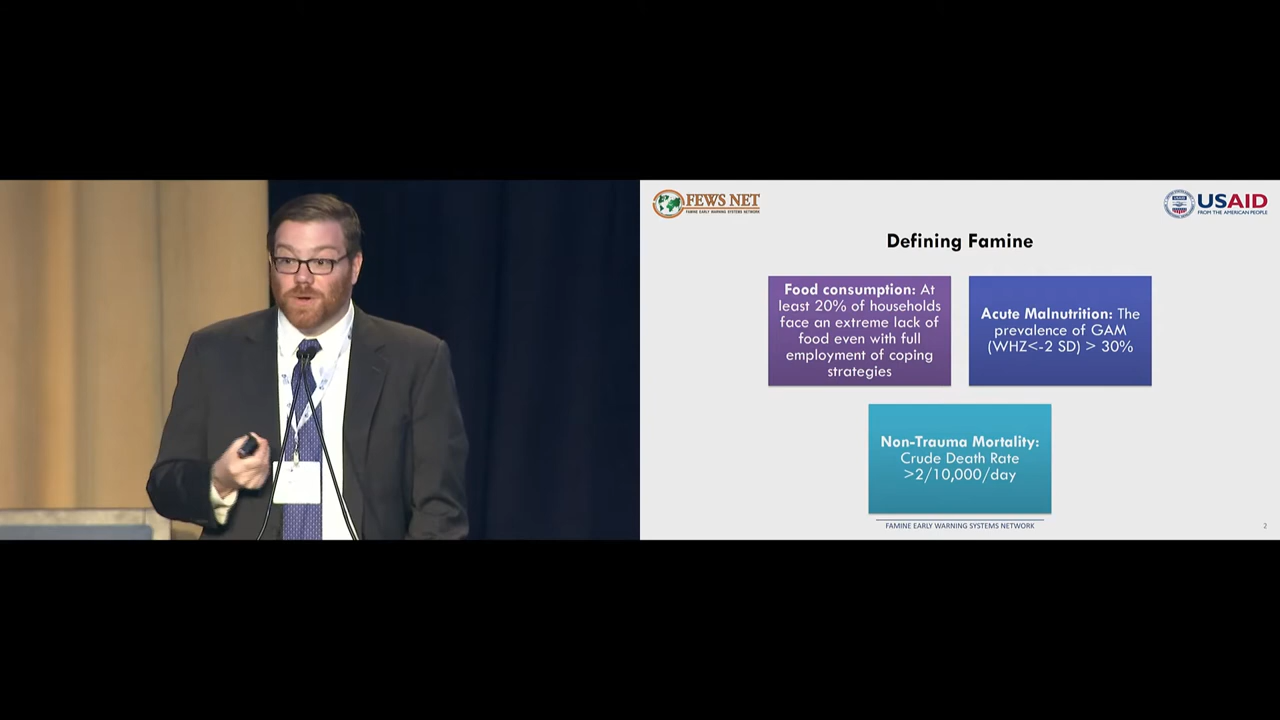 FEWS NET
FAMINE EARLY WARNING SYSTEMS NETWORK
USAID
FROM THE AMERICAN PEOPLE
Defining Famine
Food consumption: At
least 20% of households
face an extreme lack of
food even with full
employment of coping
strategies
Acute Malnutrition: The
prevalence of GAM
(WHZ<-2 SD) > 30%
Non-Trauma Mortality:
Crude Death Rate
>2/10,000/day
FAMINE EARLY WARNING SYSTEMS NETWORK
2